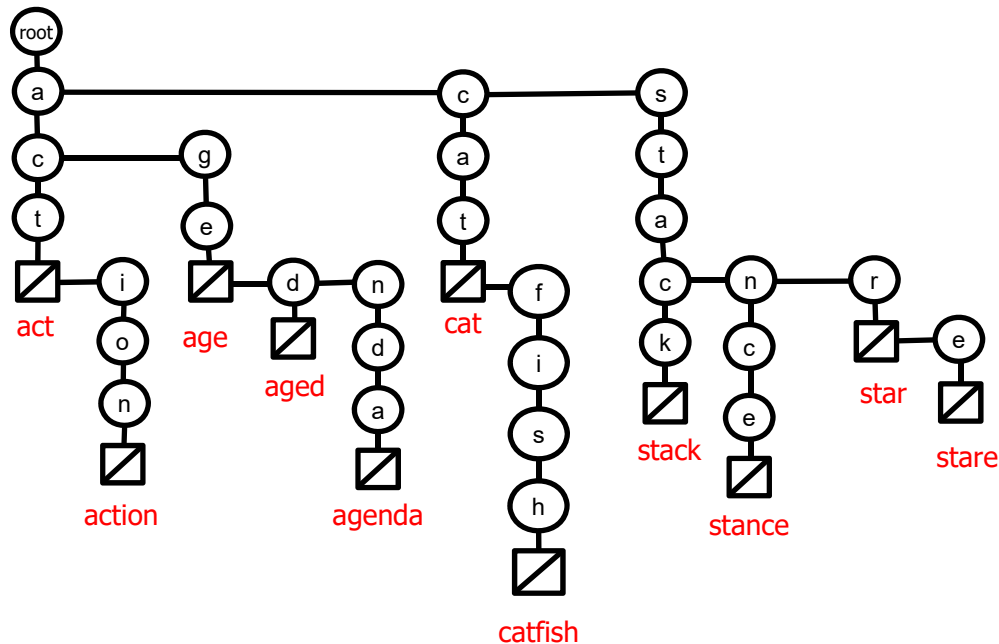 root
a c s
c g a t
t e t a
i d n f c n r
act age cat
o d i k c e
aged star
n a s e
stack stare
action agenda h stance
catfish